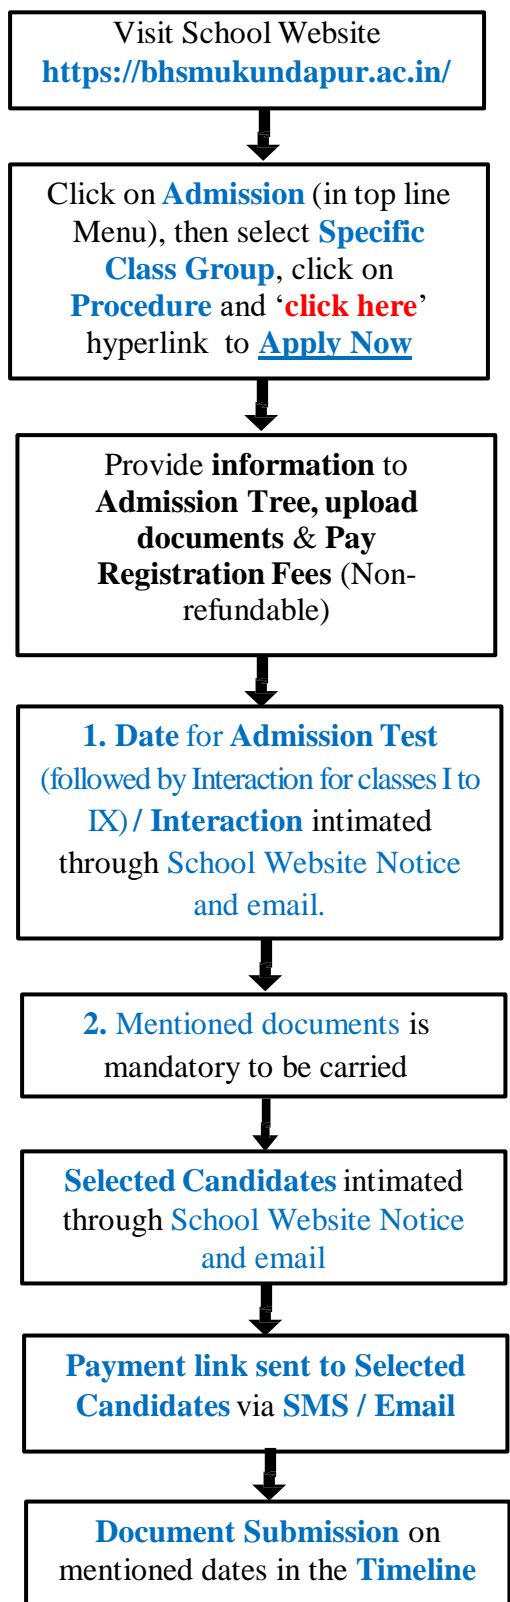 Visit School Website
https://bhsmukundapur.ac.in/
Click on Admission (in top line
Menu), then select Specific
Class Group, click on
Procedure and ‘click here’
hyperlink to Apply Now
Provide information to
Admission Tree, upload
documents & Pay
Registration Fees (Non-
refundable)
1. Date for Admission Test
(followed by Interaction for classes I to
IX) / Interaction intimated
through School Website Notice
and email.
2. Mentioned documents is
mandatory to be carried
Selected Candidates intimated
through School Website Notice
and email
Payment link sent to Selected
Candidates via SMS / Email
Document Submission on
mentioned dates in the Timeline